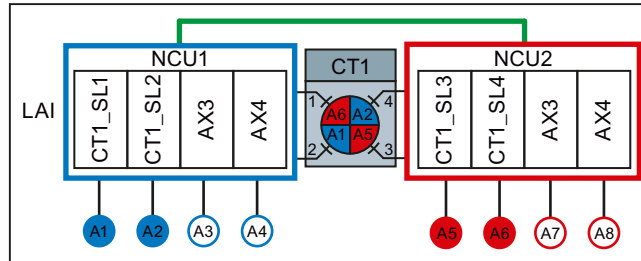 NCU1
CT1
NCU2
LAI
CT1_SL1
CT1_SL2
AX3
AX4
1
2
A6
A2
A1
A5
4
3
CT1_SL3
CT1_SL4
AX3
AX4
A1
A2
A3
A4
A5
A6
A7
A8